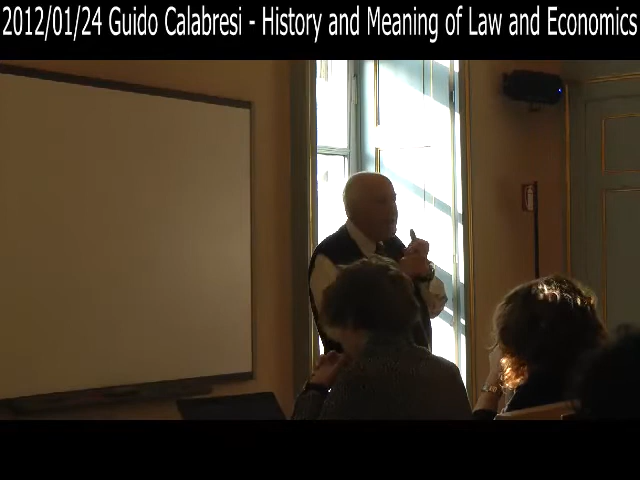 2012/01/24 Guido Calabresi - History and Meaning of Law and Economics